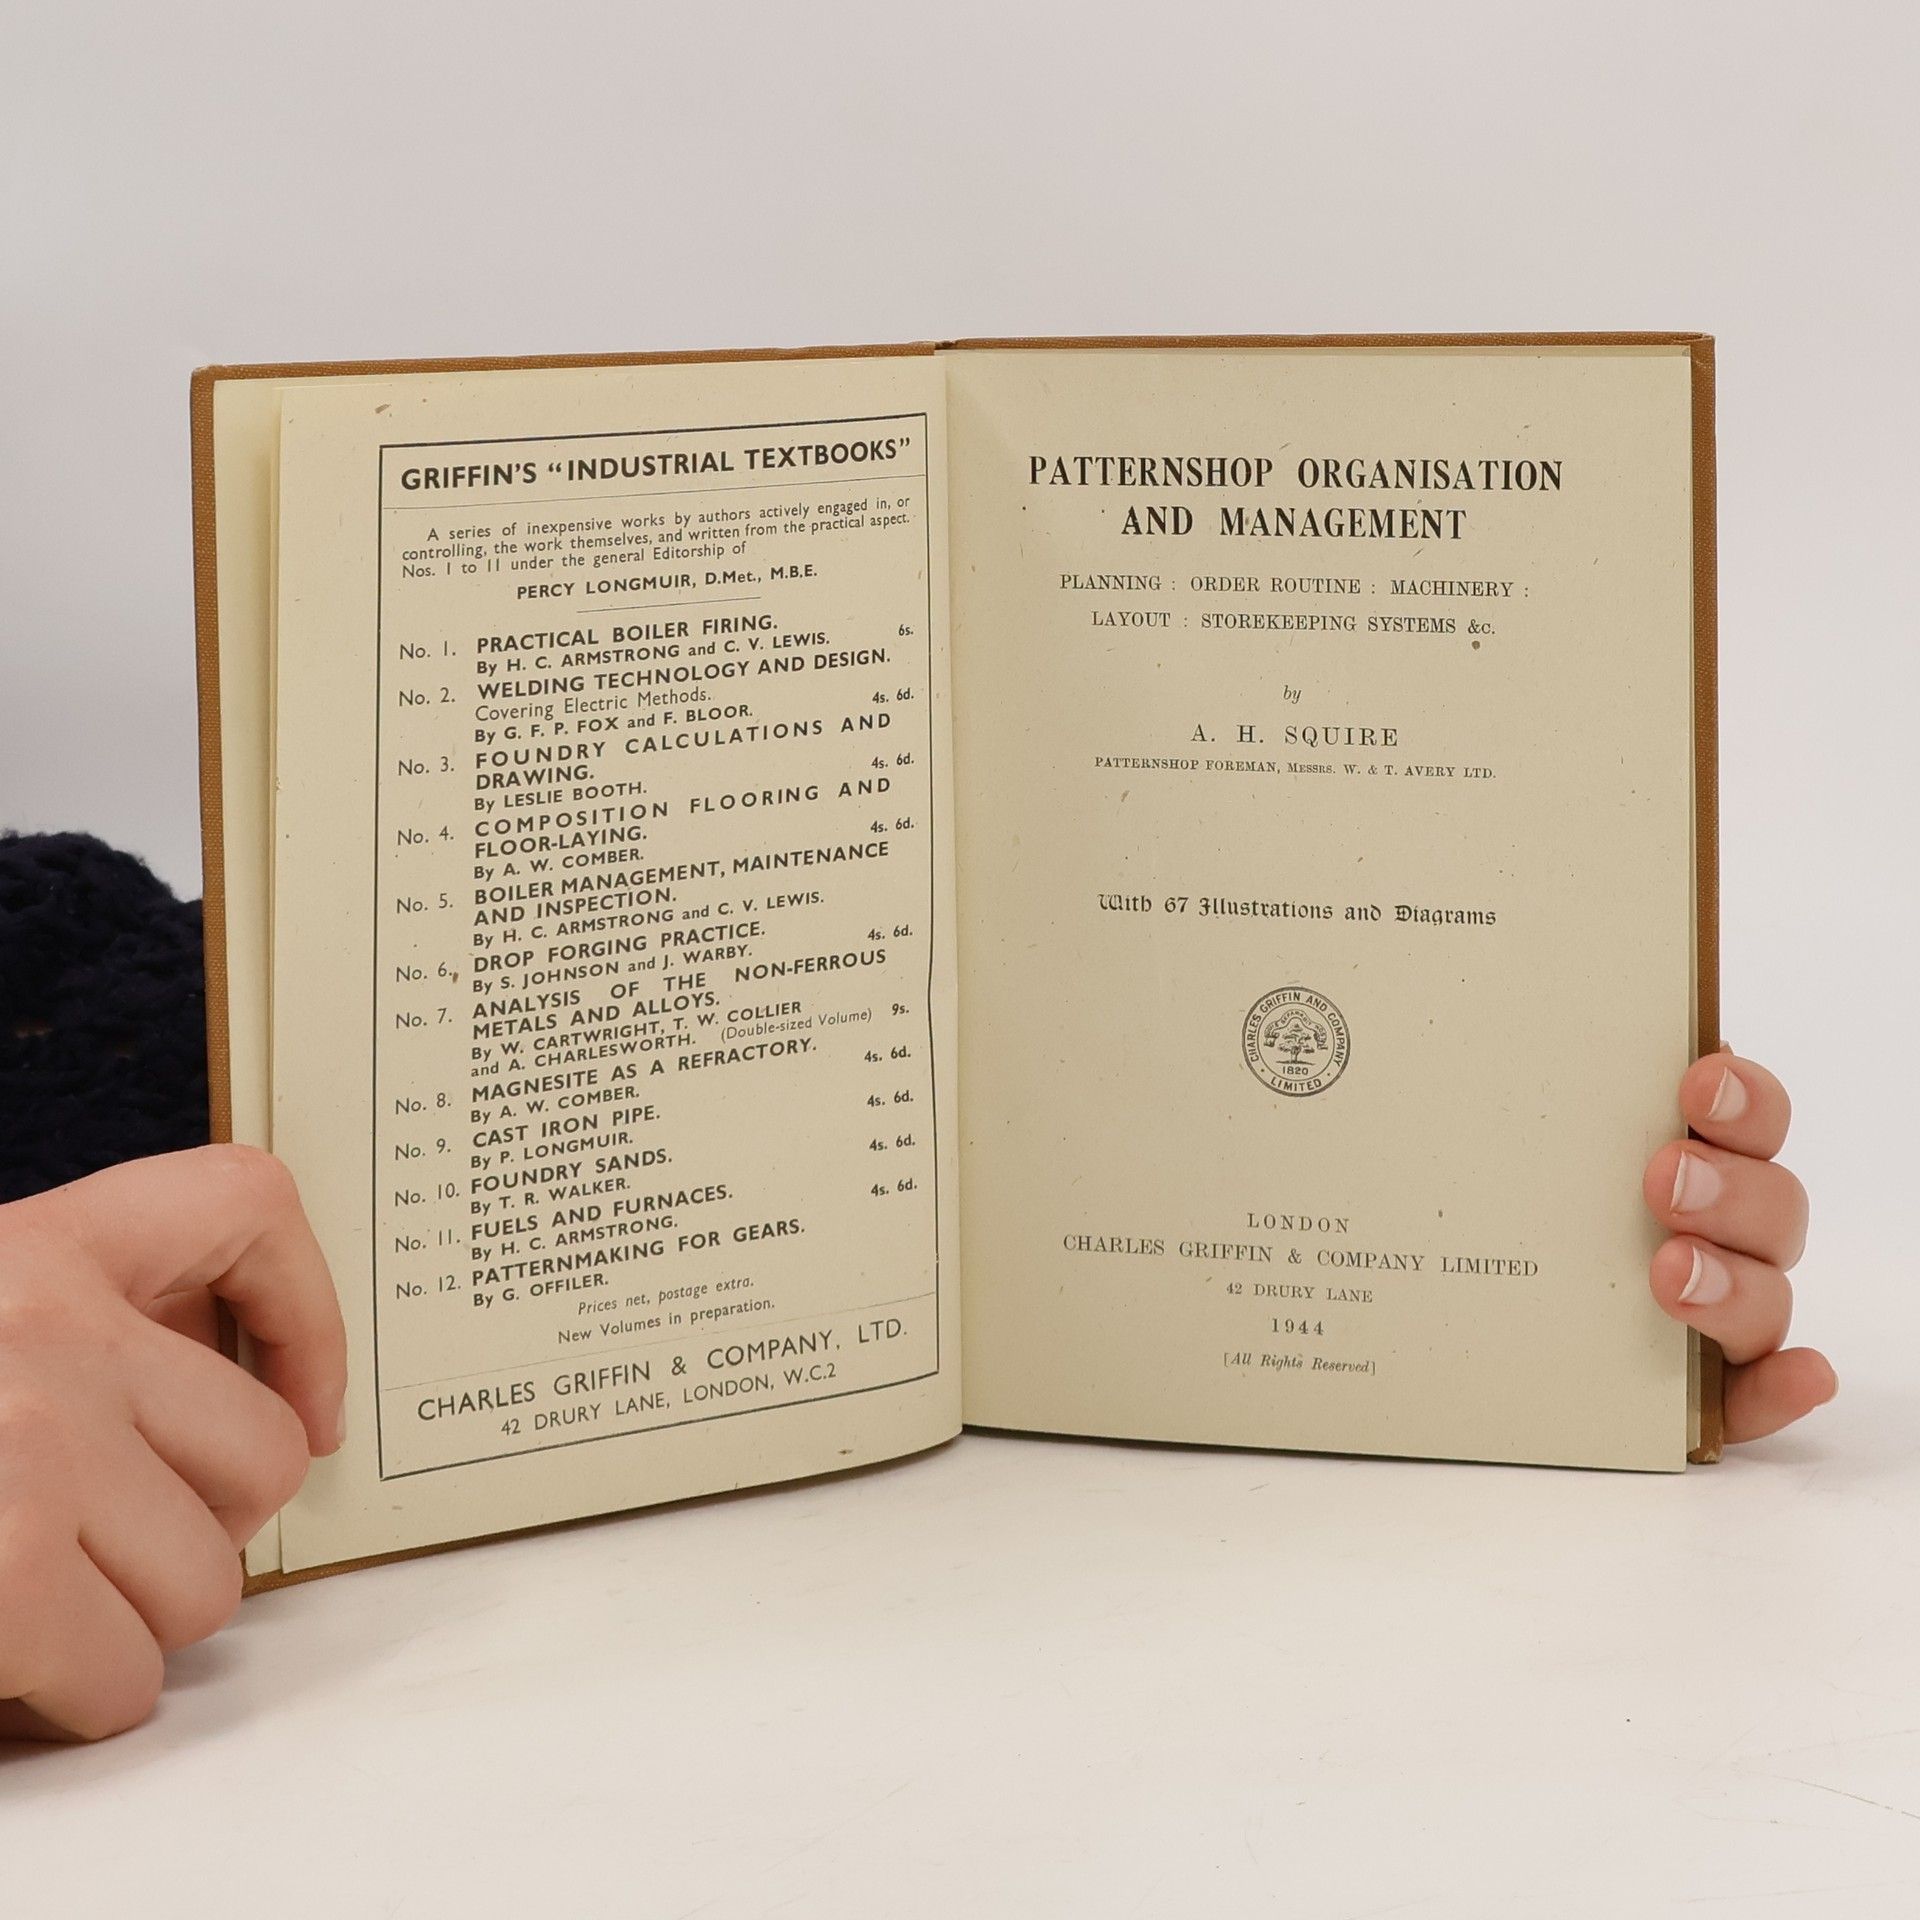 GRIFFIN'S "INDUSTRIAL TEXTBOOKS"
A series of inexpensive works by authors actively engaged in, or
controlling, the work themselves, and written from the practical aspect.
Nos. 1 to 11 under the general Editorship of
PERCY LONGMUIR, D.Met., M.B.E.
No. 1. PRACTICAL BOILER FIRING.
By H. C. ARMSTRONG and C. V. LEWIS. 6s.
No. 2. WELDING TECHNOLOGY AND DESIGN.
Covering Electric Methods.
By G. F. P. FOX and F. BLOOR. 4s. 6d.
No. 3. FOUNDRY CALCULATIONS AND
DRAWING.
By LESLIE BOOTH. 4s. 6d.
No. 4. COMPOSITION FLOORING AND
FLOOR-LAYING.
By A. W. COMBER. 4s. 6d.
No. 5. BOILER MANAGEMENT, MAINTENANCE
AND INSPECTION.
By H. C. ARMSTRONG and C. V. LEWIS.
No. 6. DROP FORGING PRACTICE.
By S. JOHNSON and J. WARBY. 4s. 6d.
No. 7. ANALYSIS OF THE NON-FERROUS
METALS AND ALLOYS.
By W. CARTWRIGHT, T. W. COLLIER
and A. CHARLESWORTH. (Double-sized Volume) 9s.
No. 8. MAGNESITE AS A REFRACTORY.
By A. W. COMBER. 4s. 6d.
No. 9. CAST IRON PIPE.
By P. LONGMUIR. 4s. 6d.
No. 10. FOUNDRY SANDS.
By T. R. WALKER. 4s. 6d.
No. 11. FUELS AND FURNACES.
By H. C. ARMSTRONG. 4s. 6d.
No. 12. PATTERNMAKING FOR GEARS.
By G. OFFILER.
Prices net, postage extra.
New Volumes in preparation.
CHARLES GRIFFIN & COMPANY, LTD.
42 DRURY LANE, LONDON, W.C.2
PATTERNSHOP ORGANISATION
AND MANAGEMENT
PLANNING : ORDER ROUTINE : MACHINERY :
LAYOUT : STOREKEEPING SYSTEMS &c.
by
A. H. SQUIRE
PATTERNSHOP FOREMAN, MESSRS. W. & T. AVERY LTD.
With 67 Illustrations and Diagrams
CHARLES GRIFFIN AND COMPANY
1820
LIMITED
LONDON
CHARLES GRIFFIN & COMPANY LIMITED
42 DRURY LANE
1944
[All Rights Reserved]